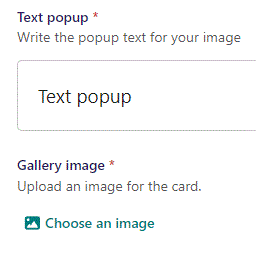 Text popup *
Write the popup text for your image
Text popup
Gallery image *
Upload an image for the card.
Choose an image